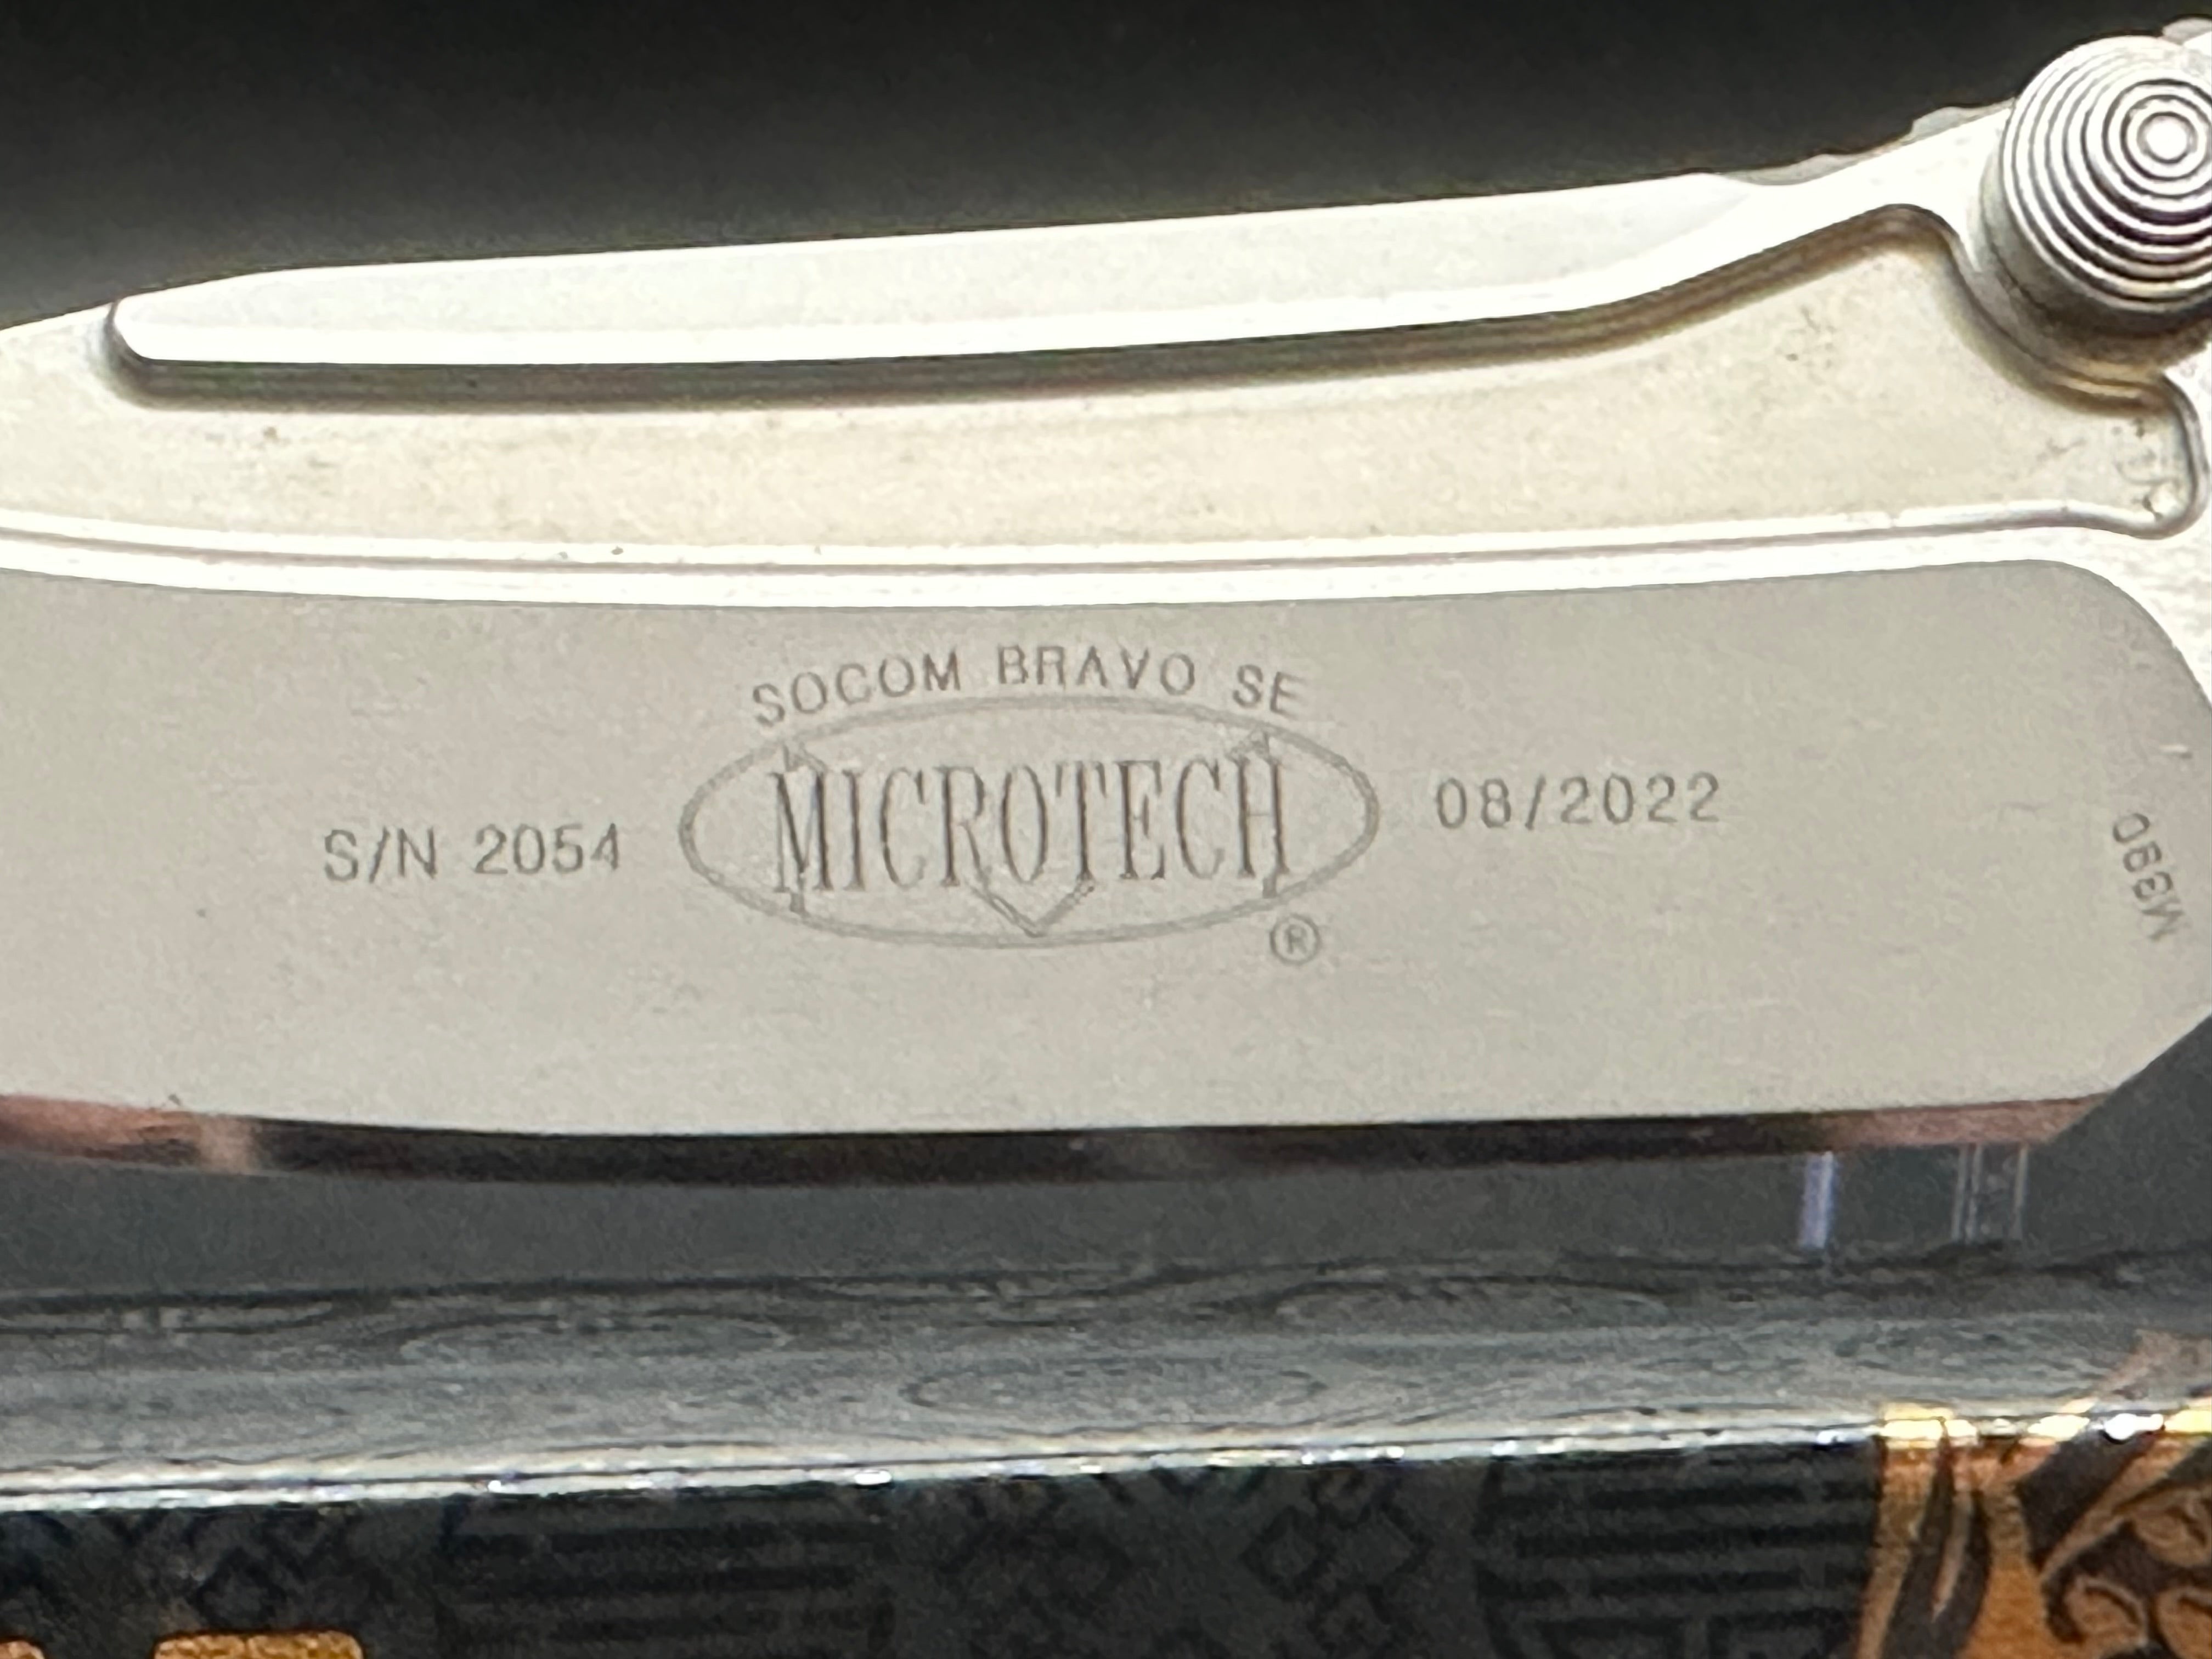 SOCOM BRAVO SE
S/N 2054
MICROTECH
®
08/2022
M390